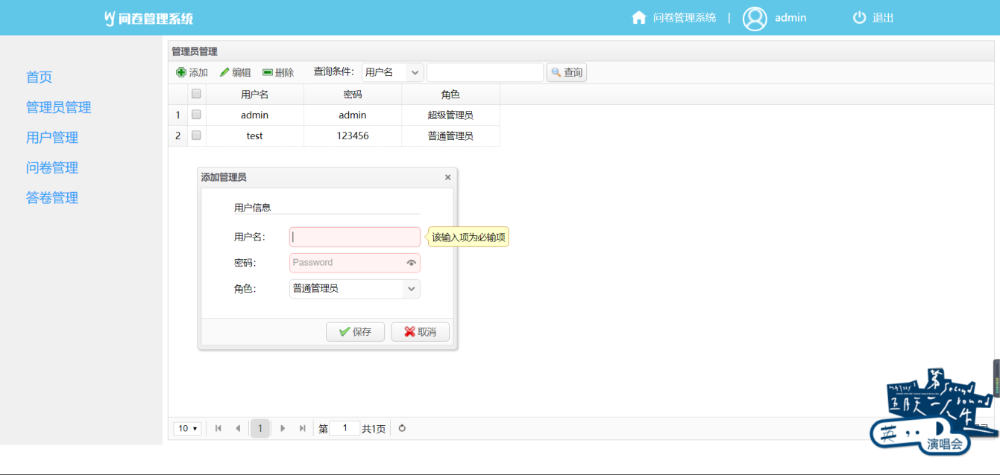 问卷管理系统
问卷管理系统 | admin 退出
首页
管理员管理
用户管理
问卷管理
答卷管理
管理员管理
添加 编辑 删除 查询条件: 用户名 查询
用户名 密码 角色
1 admin admin 超级管理员
2 test 123456 普通管理员
添加管理员
用户信息
用户名: 该输入项为必输项
密码: Password
角色: 普通管理员
保存 取消
10 1 第 1 共1页
第
Second
五月天 二 人生
round
英
演唱会